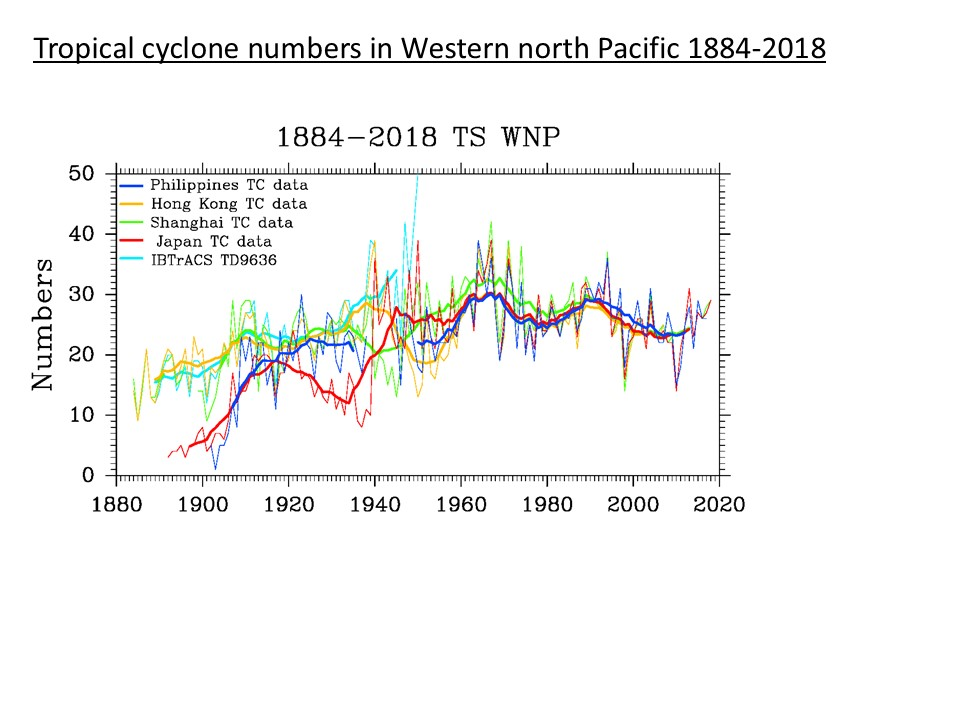 Tropical cyclone numbers in Western north Pacific 1884-2018
1884−2018 TS WNP
Numbers
50
40
30
20
10
0
Philippines TC data
Hong Kong TC data
Shanghai TC data
Japan TC data
IBTrACS TD9636
1880 1900 1920 1940 1960 1980 2000 2020